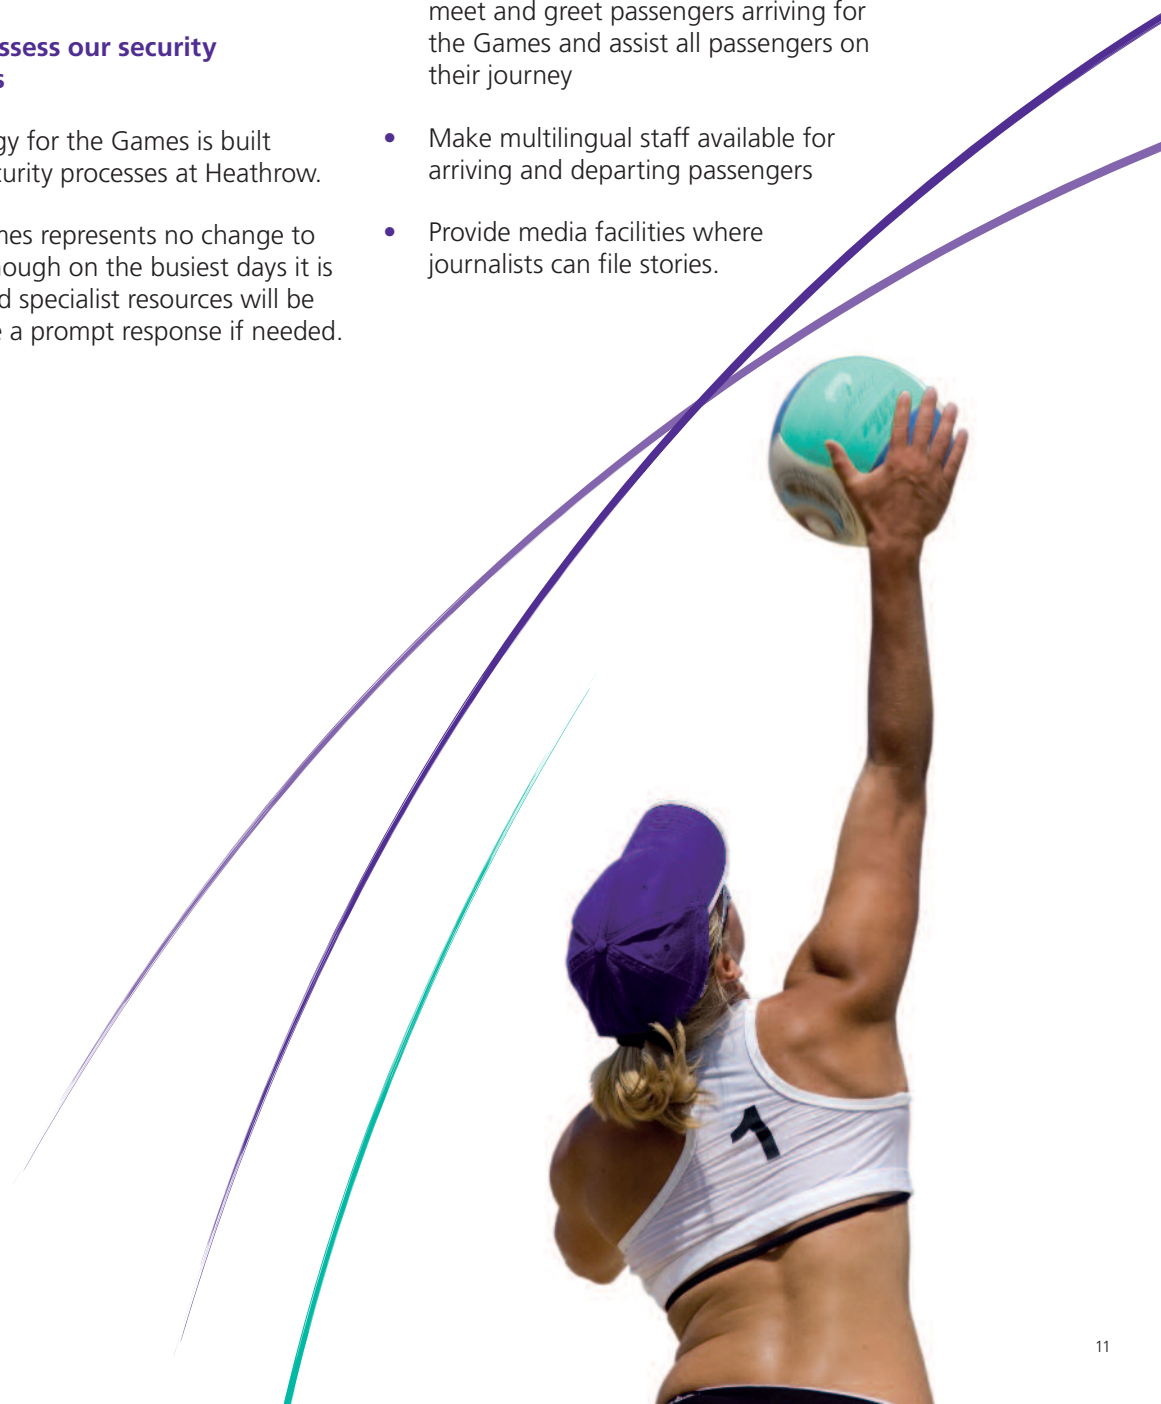 ssess our security
s
gy for the Games is built
curity processes at Heathrow.
mes represents no change to
hough on the busiest days it is
d specialist resources will be
e a prompt response if needed.
meet and greet passengers arriving for
the Games and assist all passengers on
their journey
• Make multilingual staff available for
arriving and departing passengers
• Provide media facilities where
journalists can file stories.
1
11